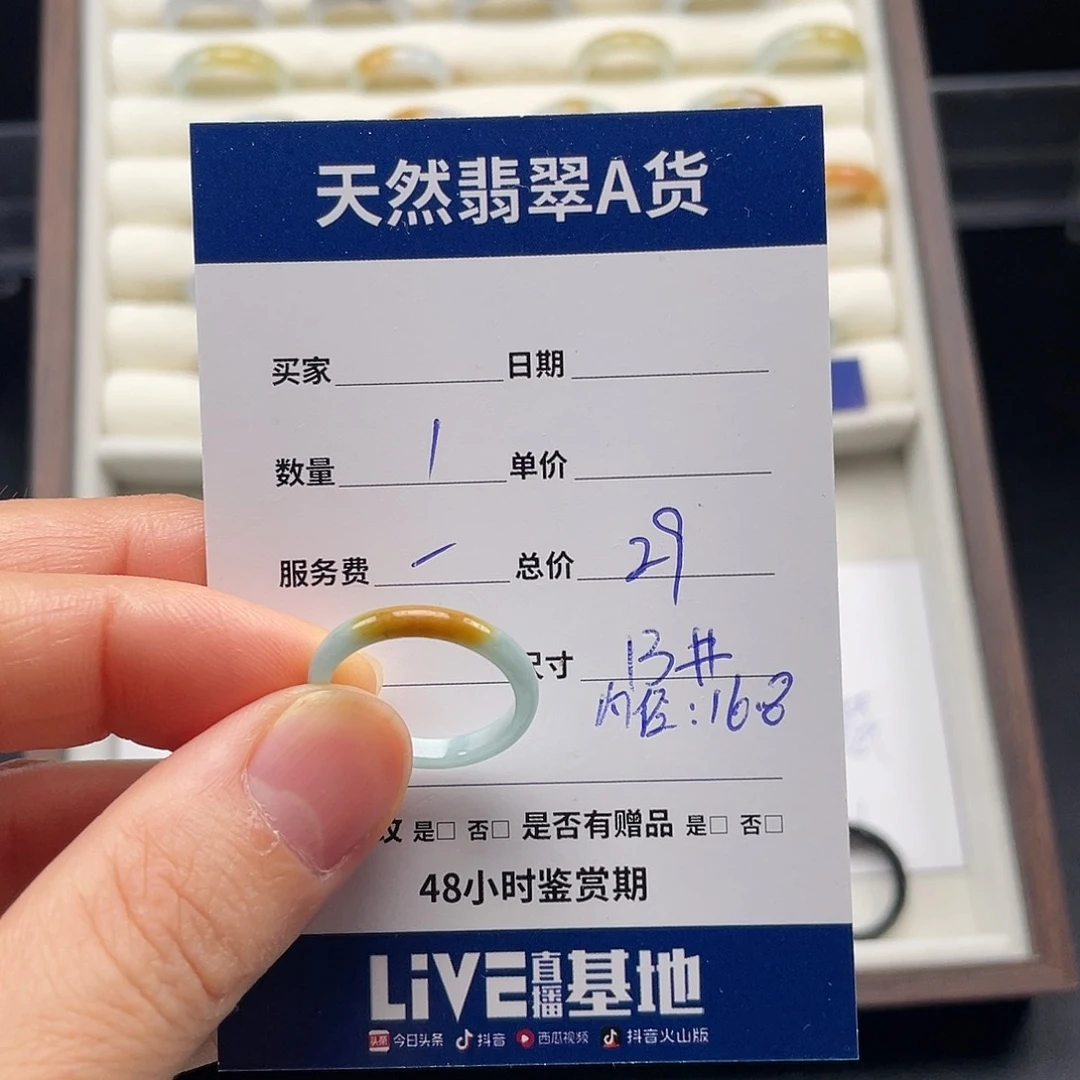 天然翡翠A货
买家 日期
数量 1 单价
服务费 一 总价 29
尺寸 13#
内径:16.8
是□ 否□ 是否有赠品 是□ 否□
48小时鉴赏期
LiVE直播基地
头条 今日头条 抖音 西瓜视频 抖音火山版